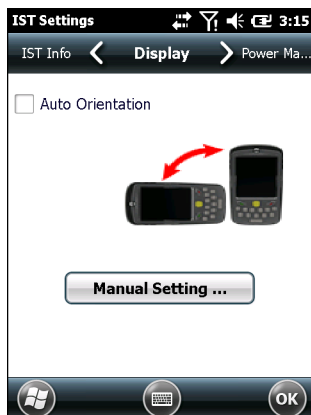 IST Settings 3:15
IST Info Display Power Ma...
Auto Orientation
Manual Setting ...
OK